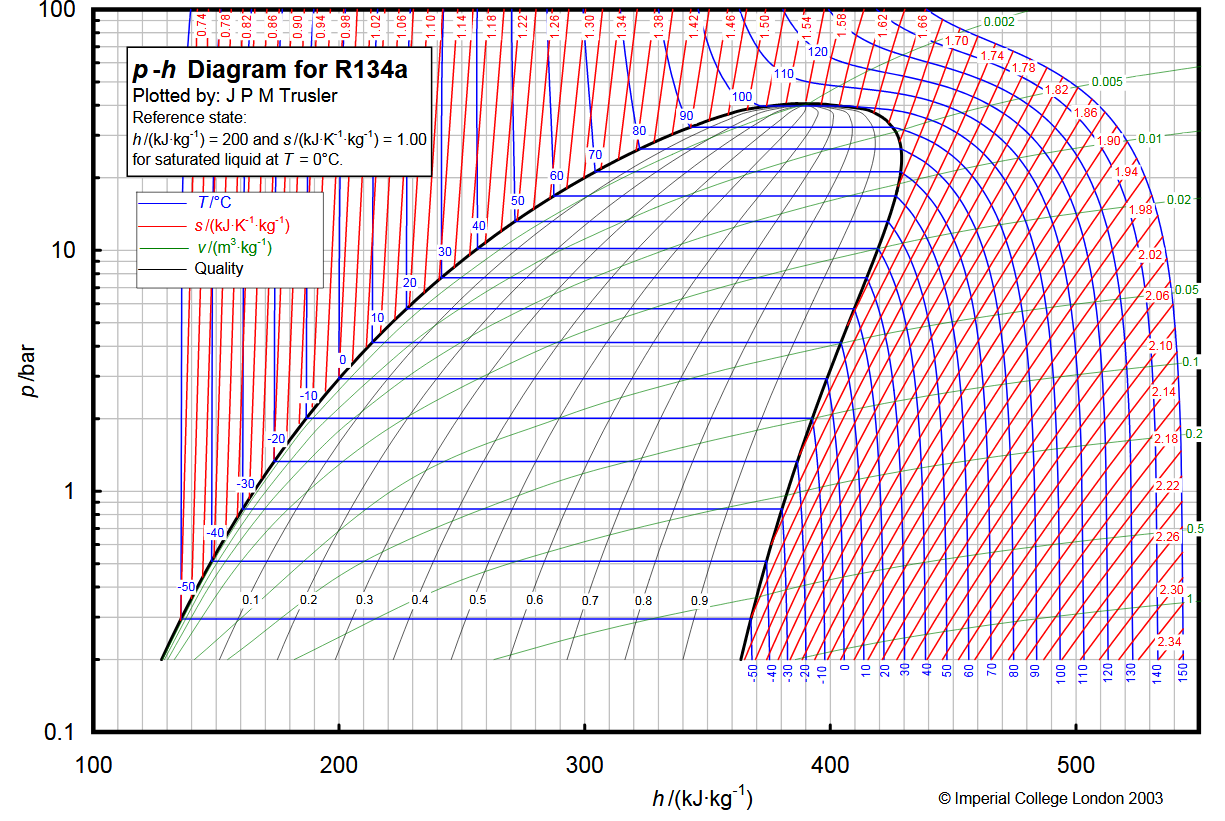 100
0.74 0.78 0.82 0.86 0.90 0.94 0.98 1.02 1.06 1.10 1.14 1.18 1.22 1.26 1.30 1.34 1.38 1.42 1.46 1.50 1.54 1.58 1.62 1.66 1.70 1.74 1.78 1.82 1.86 1.90 1.94 1.98 2.02 2.06 2.10 2.14 2.18 2.22 2.26 2.30 2.34
0.002
0.005
0.01
0.02
0.05
0.1
0.2
0.5
1
p-h Diagram for R134a
Plotted by: J P M Trusler
Reference state:
h/(kJ·kg⁻¹) = 200 and s/(kJ·K⁻¹·kg⁻¹) = 1.00
for saturated liquid at T = 0°C.
T/°C
s/(kJ·K⁻¹·kg⁻¹)
v/(m³·kg⁻¹)
Quality
120
110
100
90
80
70
60
50
40
30
20
10
0
-10
-20
-30
-40
-50
10
p/bar
1
0.1 0.2 0.3 0.4 0.5 0.6 0.7 0.8 0.9
-50 -40 -30 -20 -10 0 10 20 30 40 50 60 70 80 90 100 110 120 130 140 150
0.1
100 200 300 400 500
h/(kJ·kg⁻¹)
© Imperial College London 2003